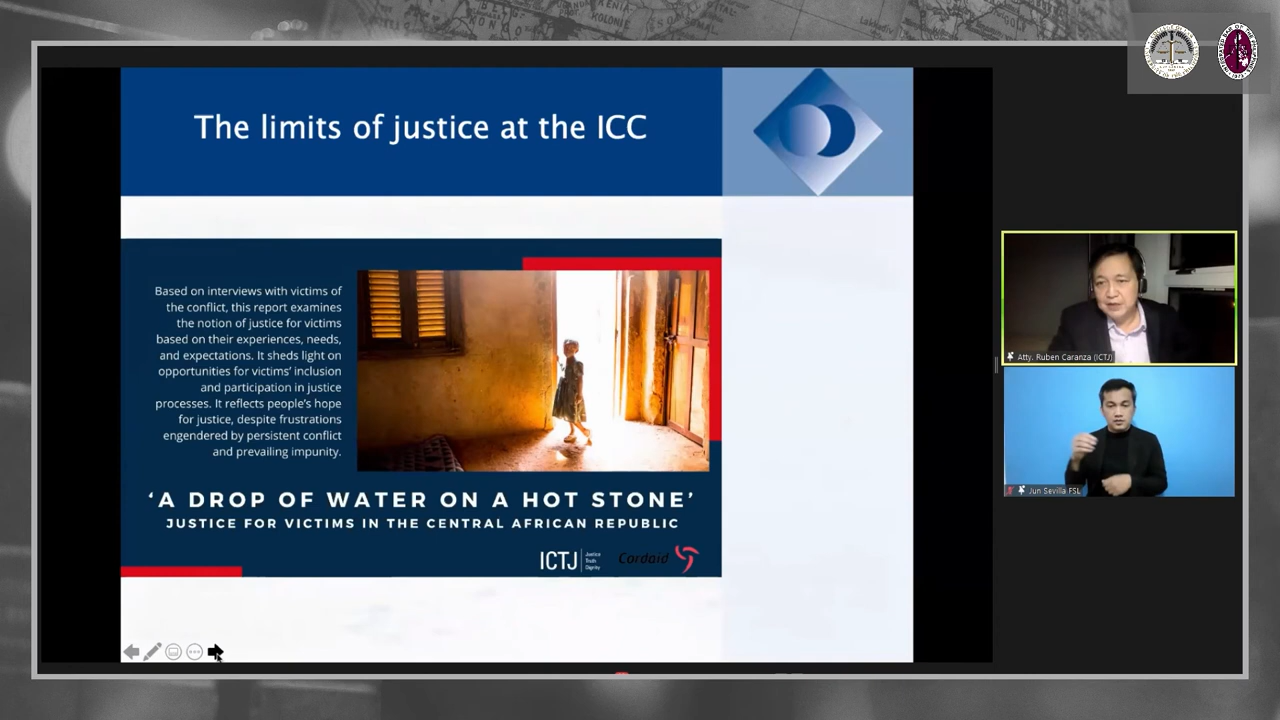 The limits of justice at the ICC
Based on interviews with victims of
the conflict, this report examines
the notion of justice for victims
based on their experiences, needs,
and expectations. It sheds light on
opportunities for victims' inclusion
and participation in justice
processes. It reflects people's hope
for justice, despite frustrations
engendered by persistent conflict
and prevailing impunity.
'A DROP OF WATER ON A HOT STONE'
JUSTICE FOR VICTIMS IN THE CENTRAL AFRICAN REPUBLIC
ICTJ
Justice
Truth
Dignity
Cordaid
Atty. Ruben Caranza (ICTJ)
Jun Sevilla FSL